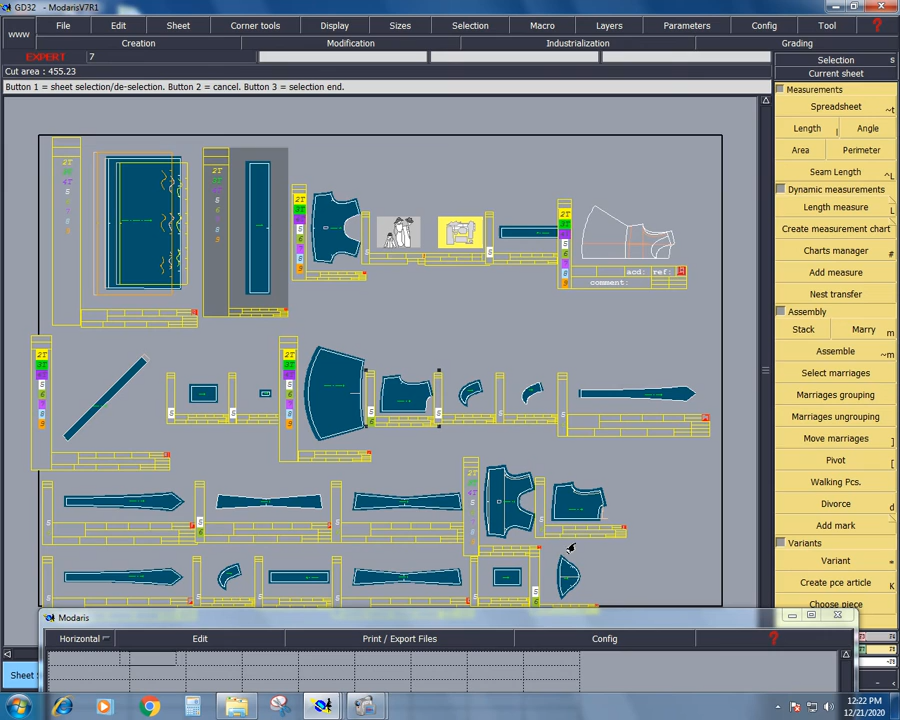 GD32 - ModarisV7R1
www
File Edit Sheet Corner tools Display Sizes Selection Macro Layers Parameters Config Tool ?
Creation Modification Industrialization Grading
EXPERT 7
Cut area : 455.23
Button 1 = sheet selection/de-selection. Button 2 = cancel. Button 3 = selection end.
Selection s
Current sheet
Measurements
Spreadsheet ~t
Length l Angle
Area Perimeter
Seam Length ^L
Dynamic measurements
Length measure L
Create measurement chart
Charts manager #
Add measure
Nest transfer
Assembly
Stack Marry m
Assemble ~m
Select marriages
Marriages grouping
Marriages ungrouping
Move marriages ]
Pivot [
Walking Pcs.
Divorce d
Add mark
Variants
Variant =
Create pce article K
Choose piece
acd: ref:
comment:
Modaris
Horizontal Edit Print / Export Files Config ?
Sheet
12:22 PM
12/21/2020